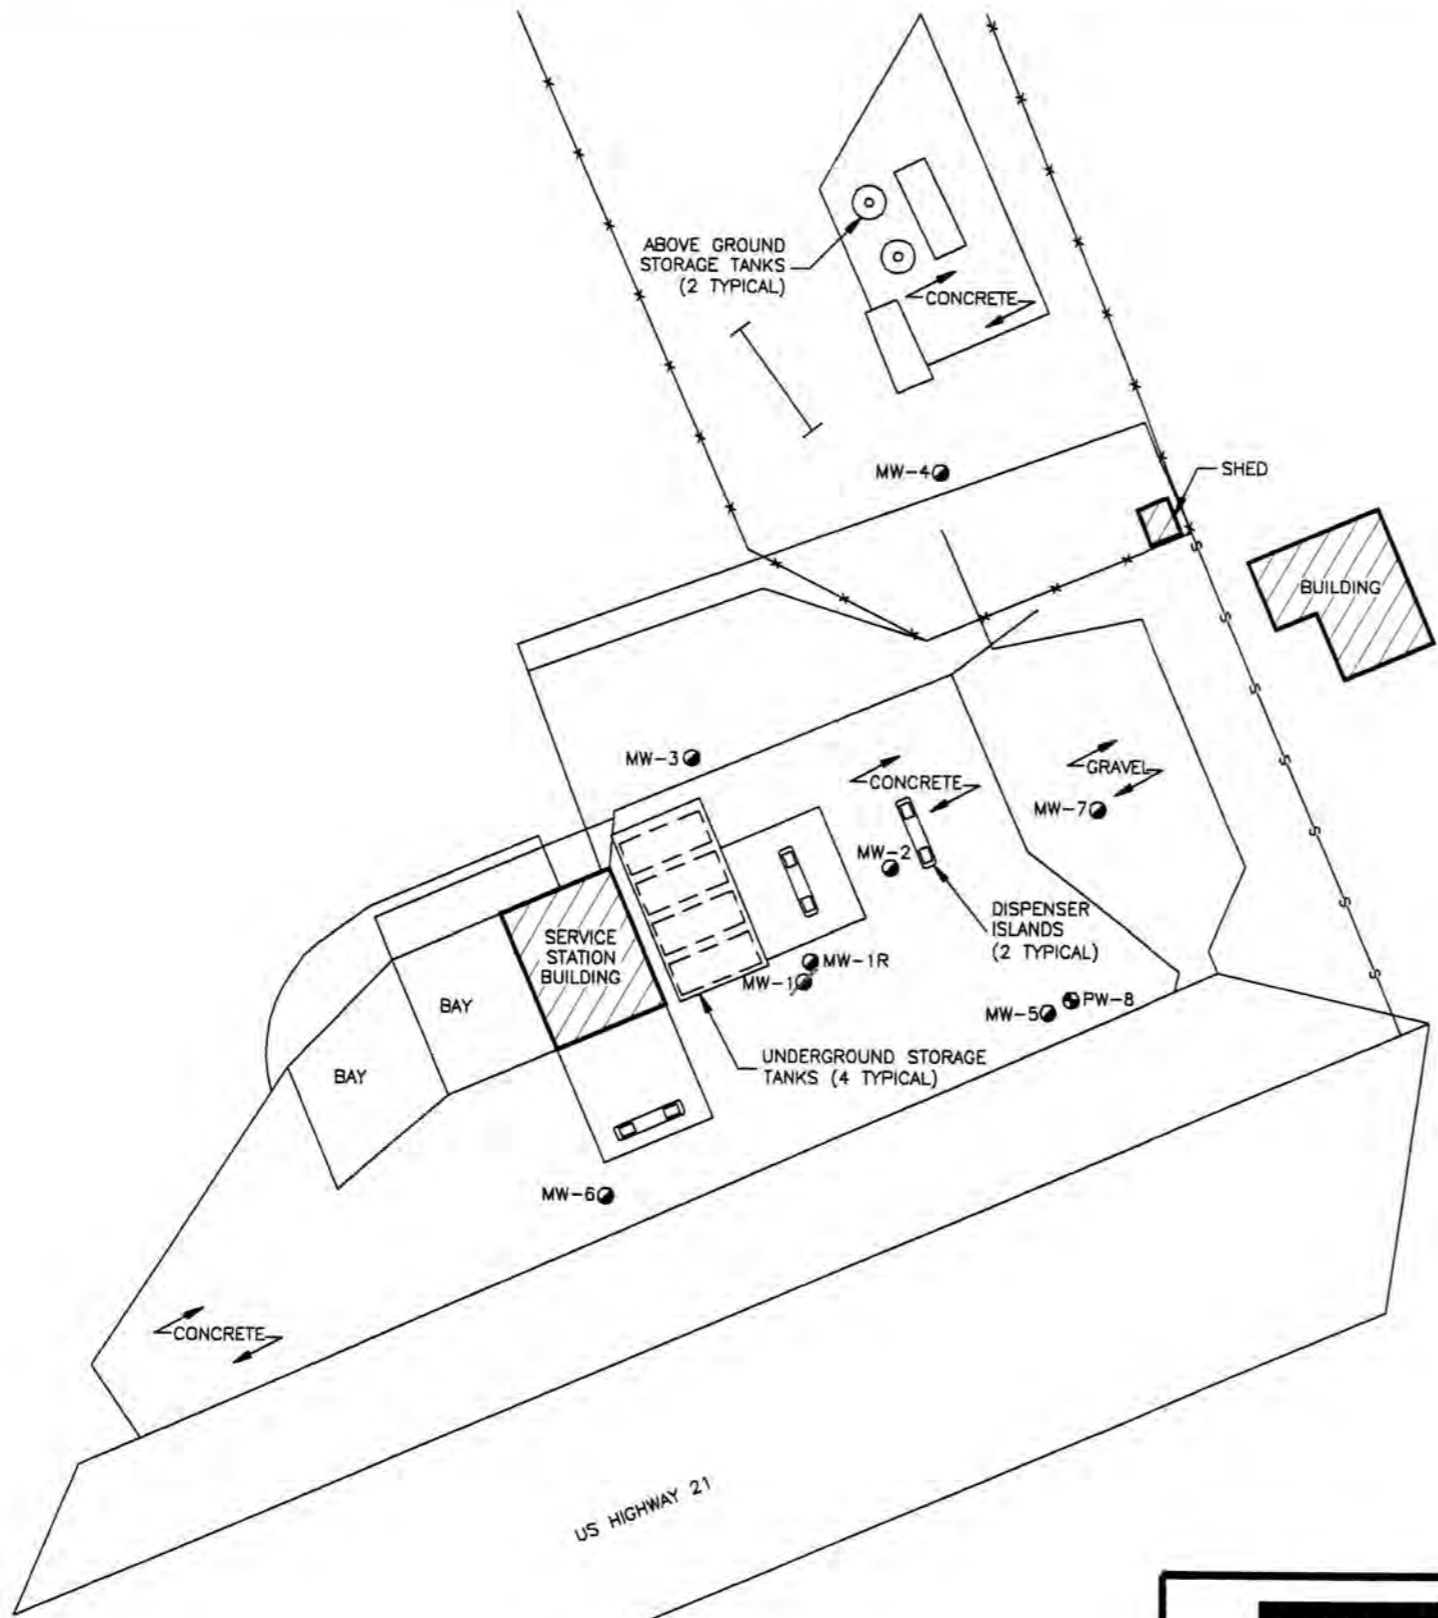 ABOVE GROUND
STORAGE TANKS
(2 TYPICAL)
CONCRETE
MW-4
SHED
BUILDING
MW-3
CONCRETE
GRAVEL
MW-7
MW-2
DISPENSER
ISLANDS
(2 TYPICAL)
SERVICE
STATION
BUILDING
MW-1R
MW-1
BAY
MW-5
PW-8
UNDERGROUND STORAGE
TANKS (4 TYPICAL)
BAY
MW-6
CONCRETE
US HIGHWAY 21
S
S
S
S
S
S
S